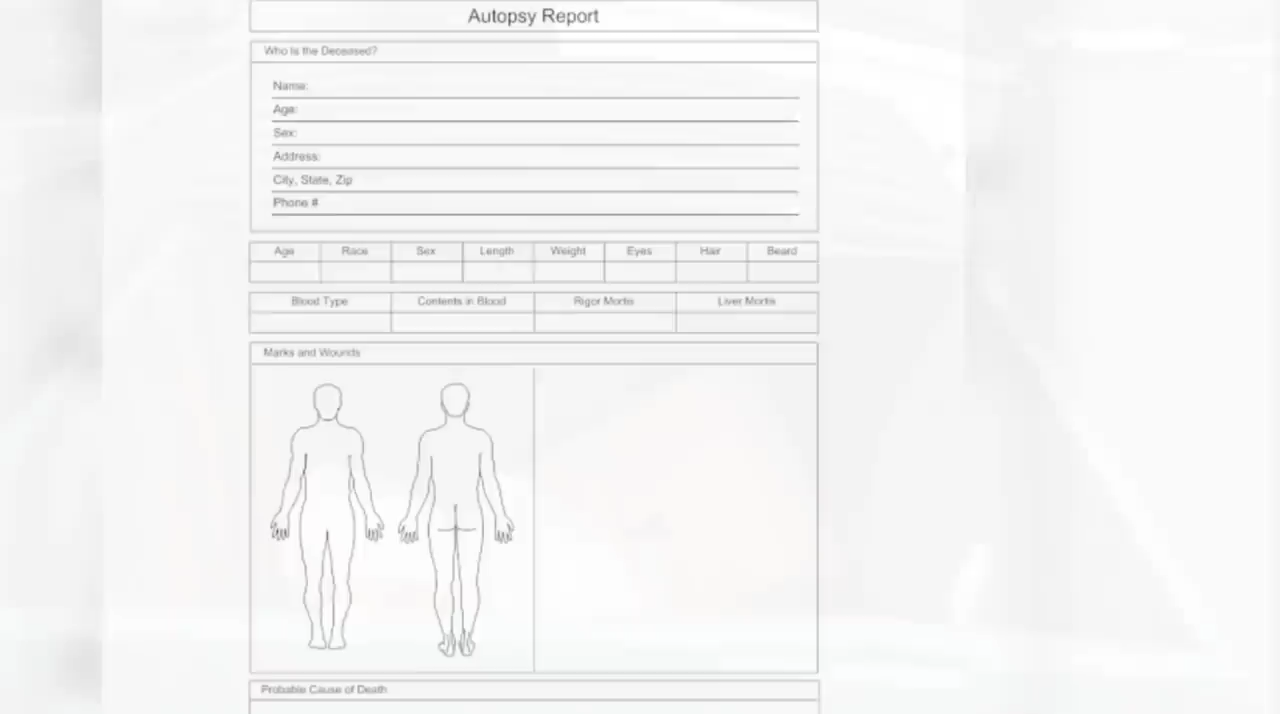 Autopsy Report
Who is the Deceased?
Name:
Age:
Sex:
Address:
City, State, Zip
Phone #
Age Race Sex Length Weight Eyes Hair Beard
Blood Type Contents in Blood Rigor Mortis Liver Mortis
Marks and Wounds
Probable Cause of Death